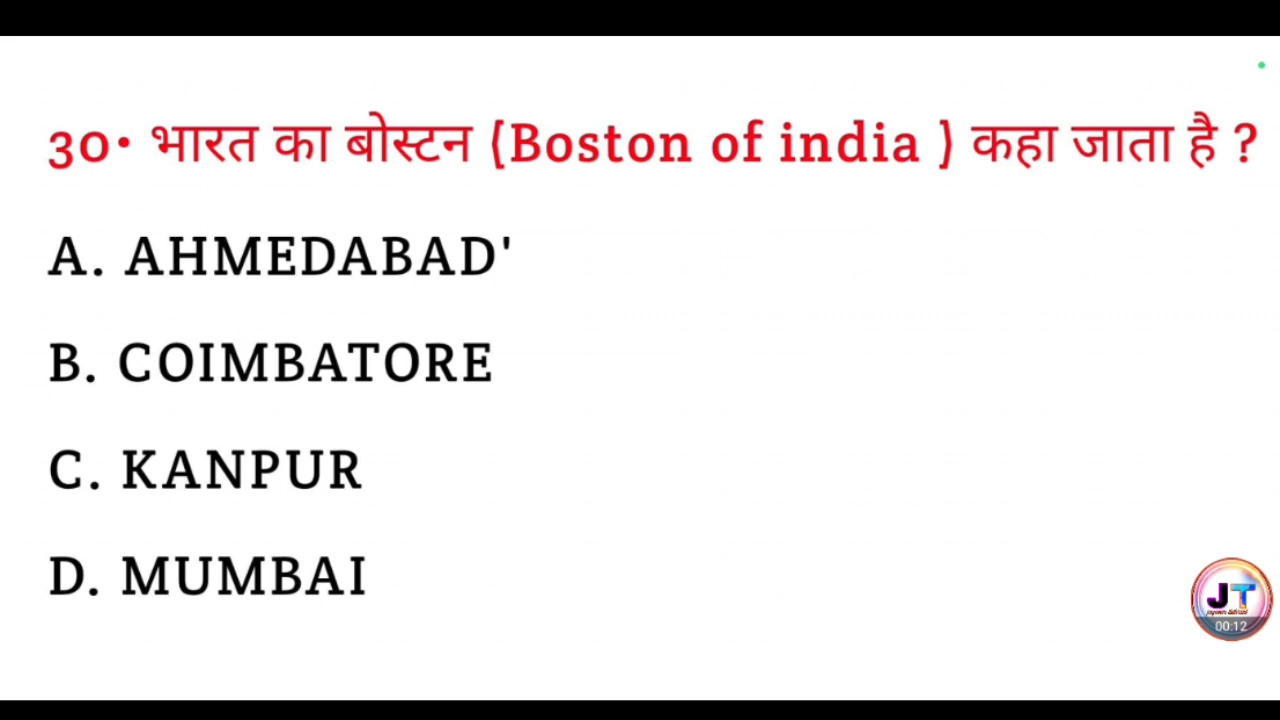 30• भारत का बोस्टन (Boston of india ) कहा जाता है ?
A. AHMEDABAD'
B. COIMBATORE
C. KANPUR
D. MUMBAI
JT
00:12